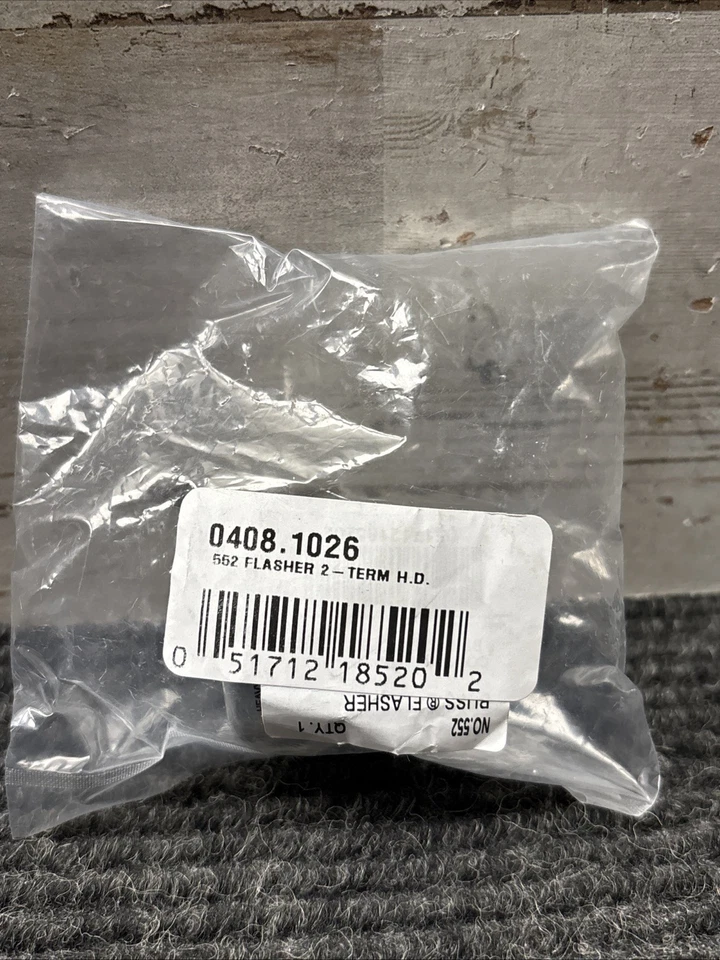 0408.1026
552 FLASHER 2-TERM H.D.
0 51712 18520 2
BUSS® FLASHER
NO.552 QTY.1